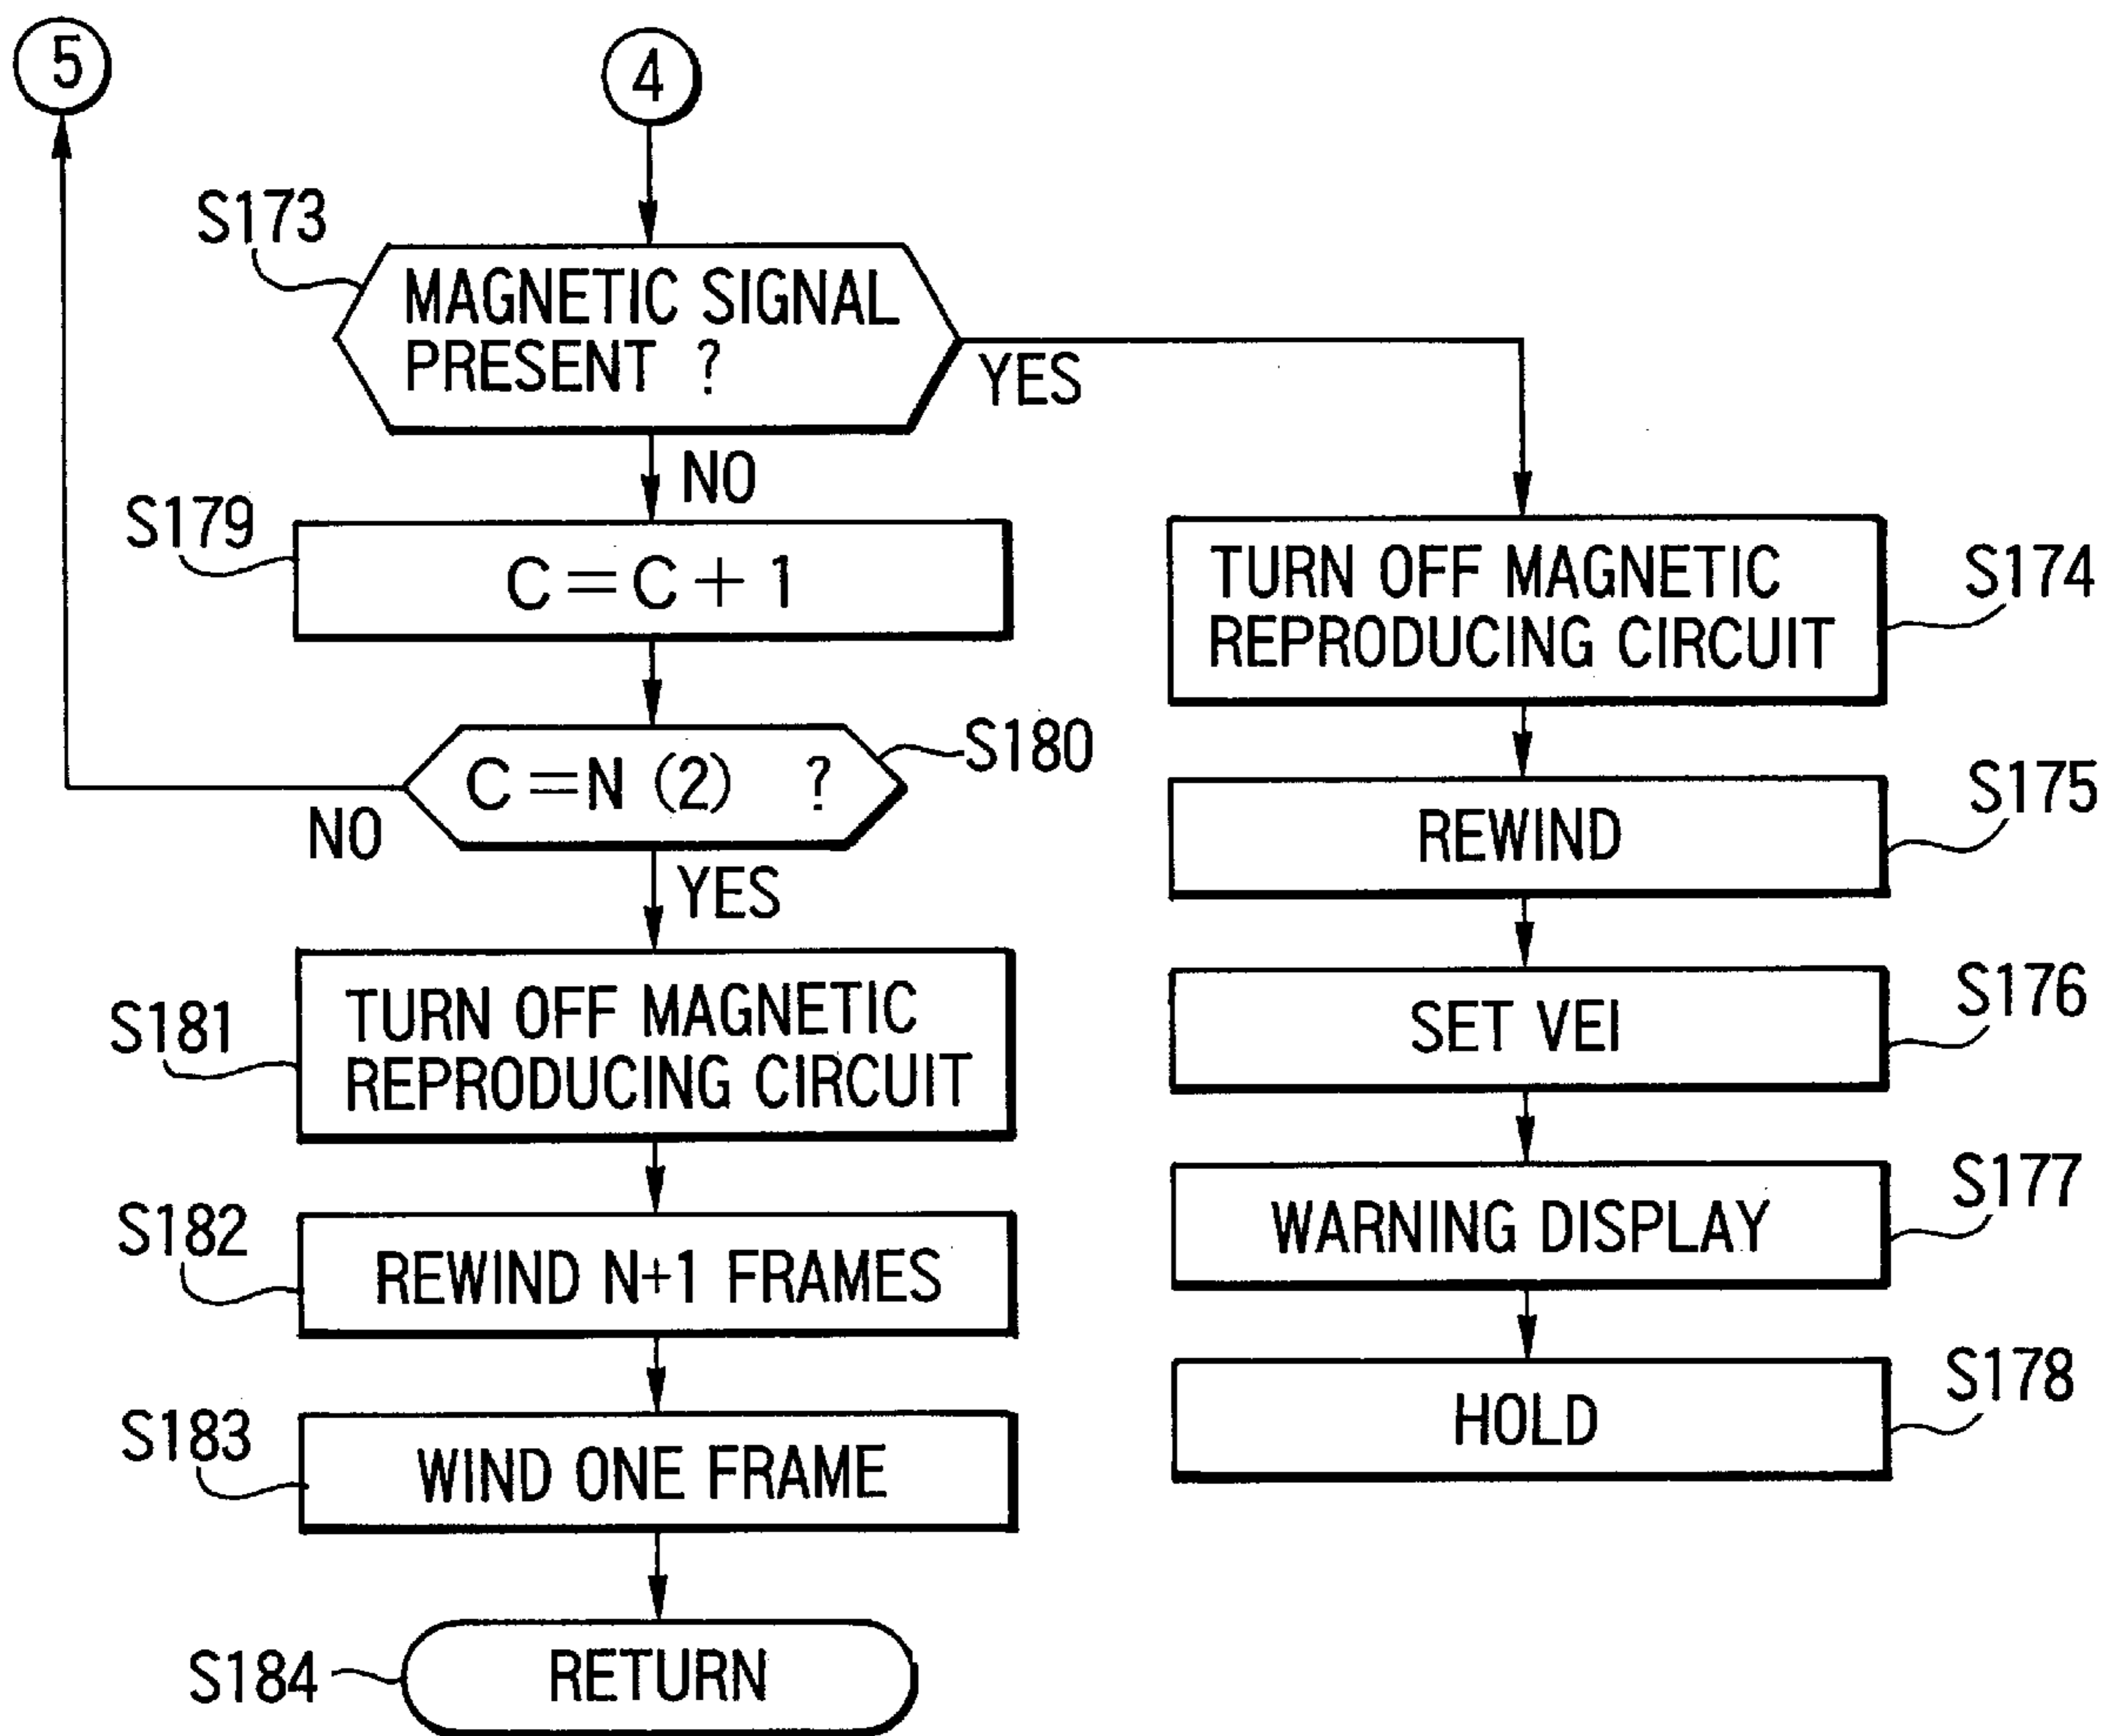 5
4
S173
MAGNETIC SIGNAL
PRESENT ?
YES
NO
S179
C=C+1
S180
C=N (2) ?
NO
YES
S181
TURN OFF MAGNETIC
REPRODUCING CIRCUIT
S182
REWIND N+1 FRAMES
S183
WIND ONE FRAME
S184
RETURN
TURN OFF MAGNETIC
REPRODUCING CIRCUIT
S174
REWIND
S175
SET VEI
S176
WARNING DISPLAY
S177
HOLD
S178